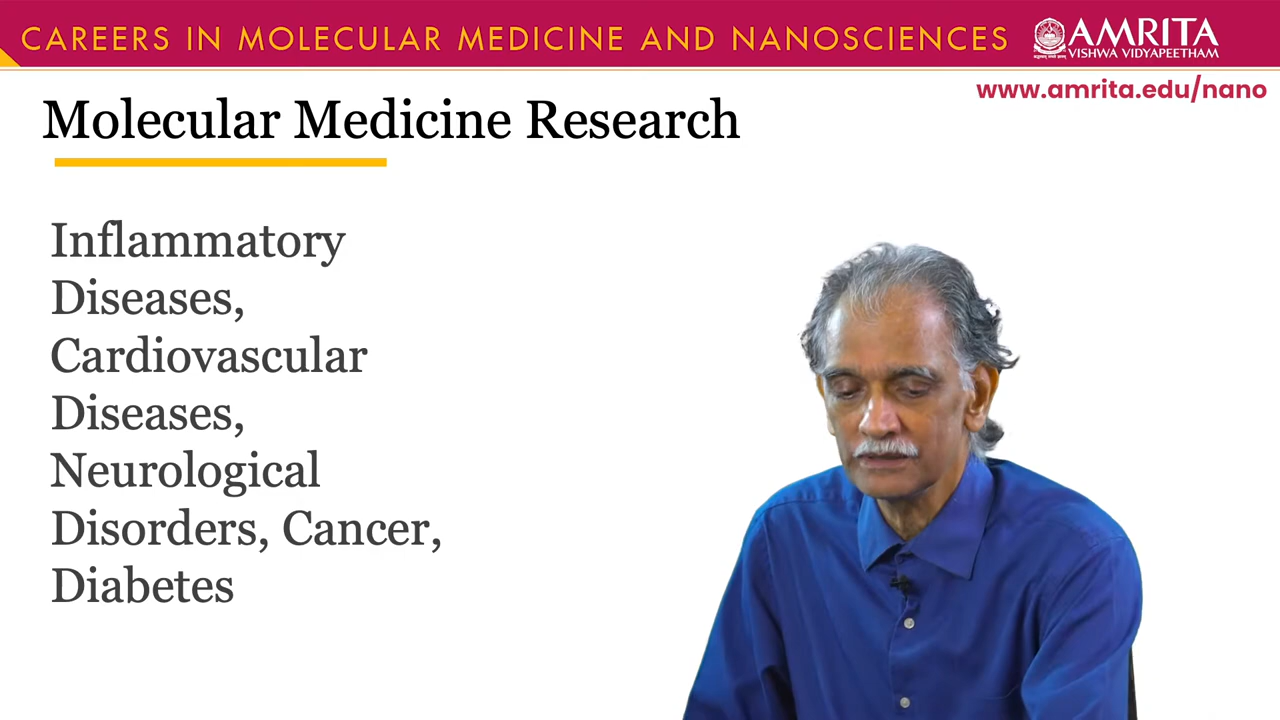 CAREERS IN MOLECULAR MEDICINE AND NANOSCIENCES
AMRITA
VISHWA VIDYAPEETHAM
www.amrita.edu/nano
Molecular Medicine Research
Inflammatory
Diseases,
Cardiovascular
Diseases,
Neurological
Disorders, Cancer,
Diabetes